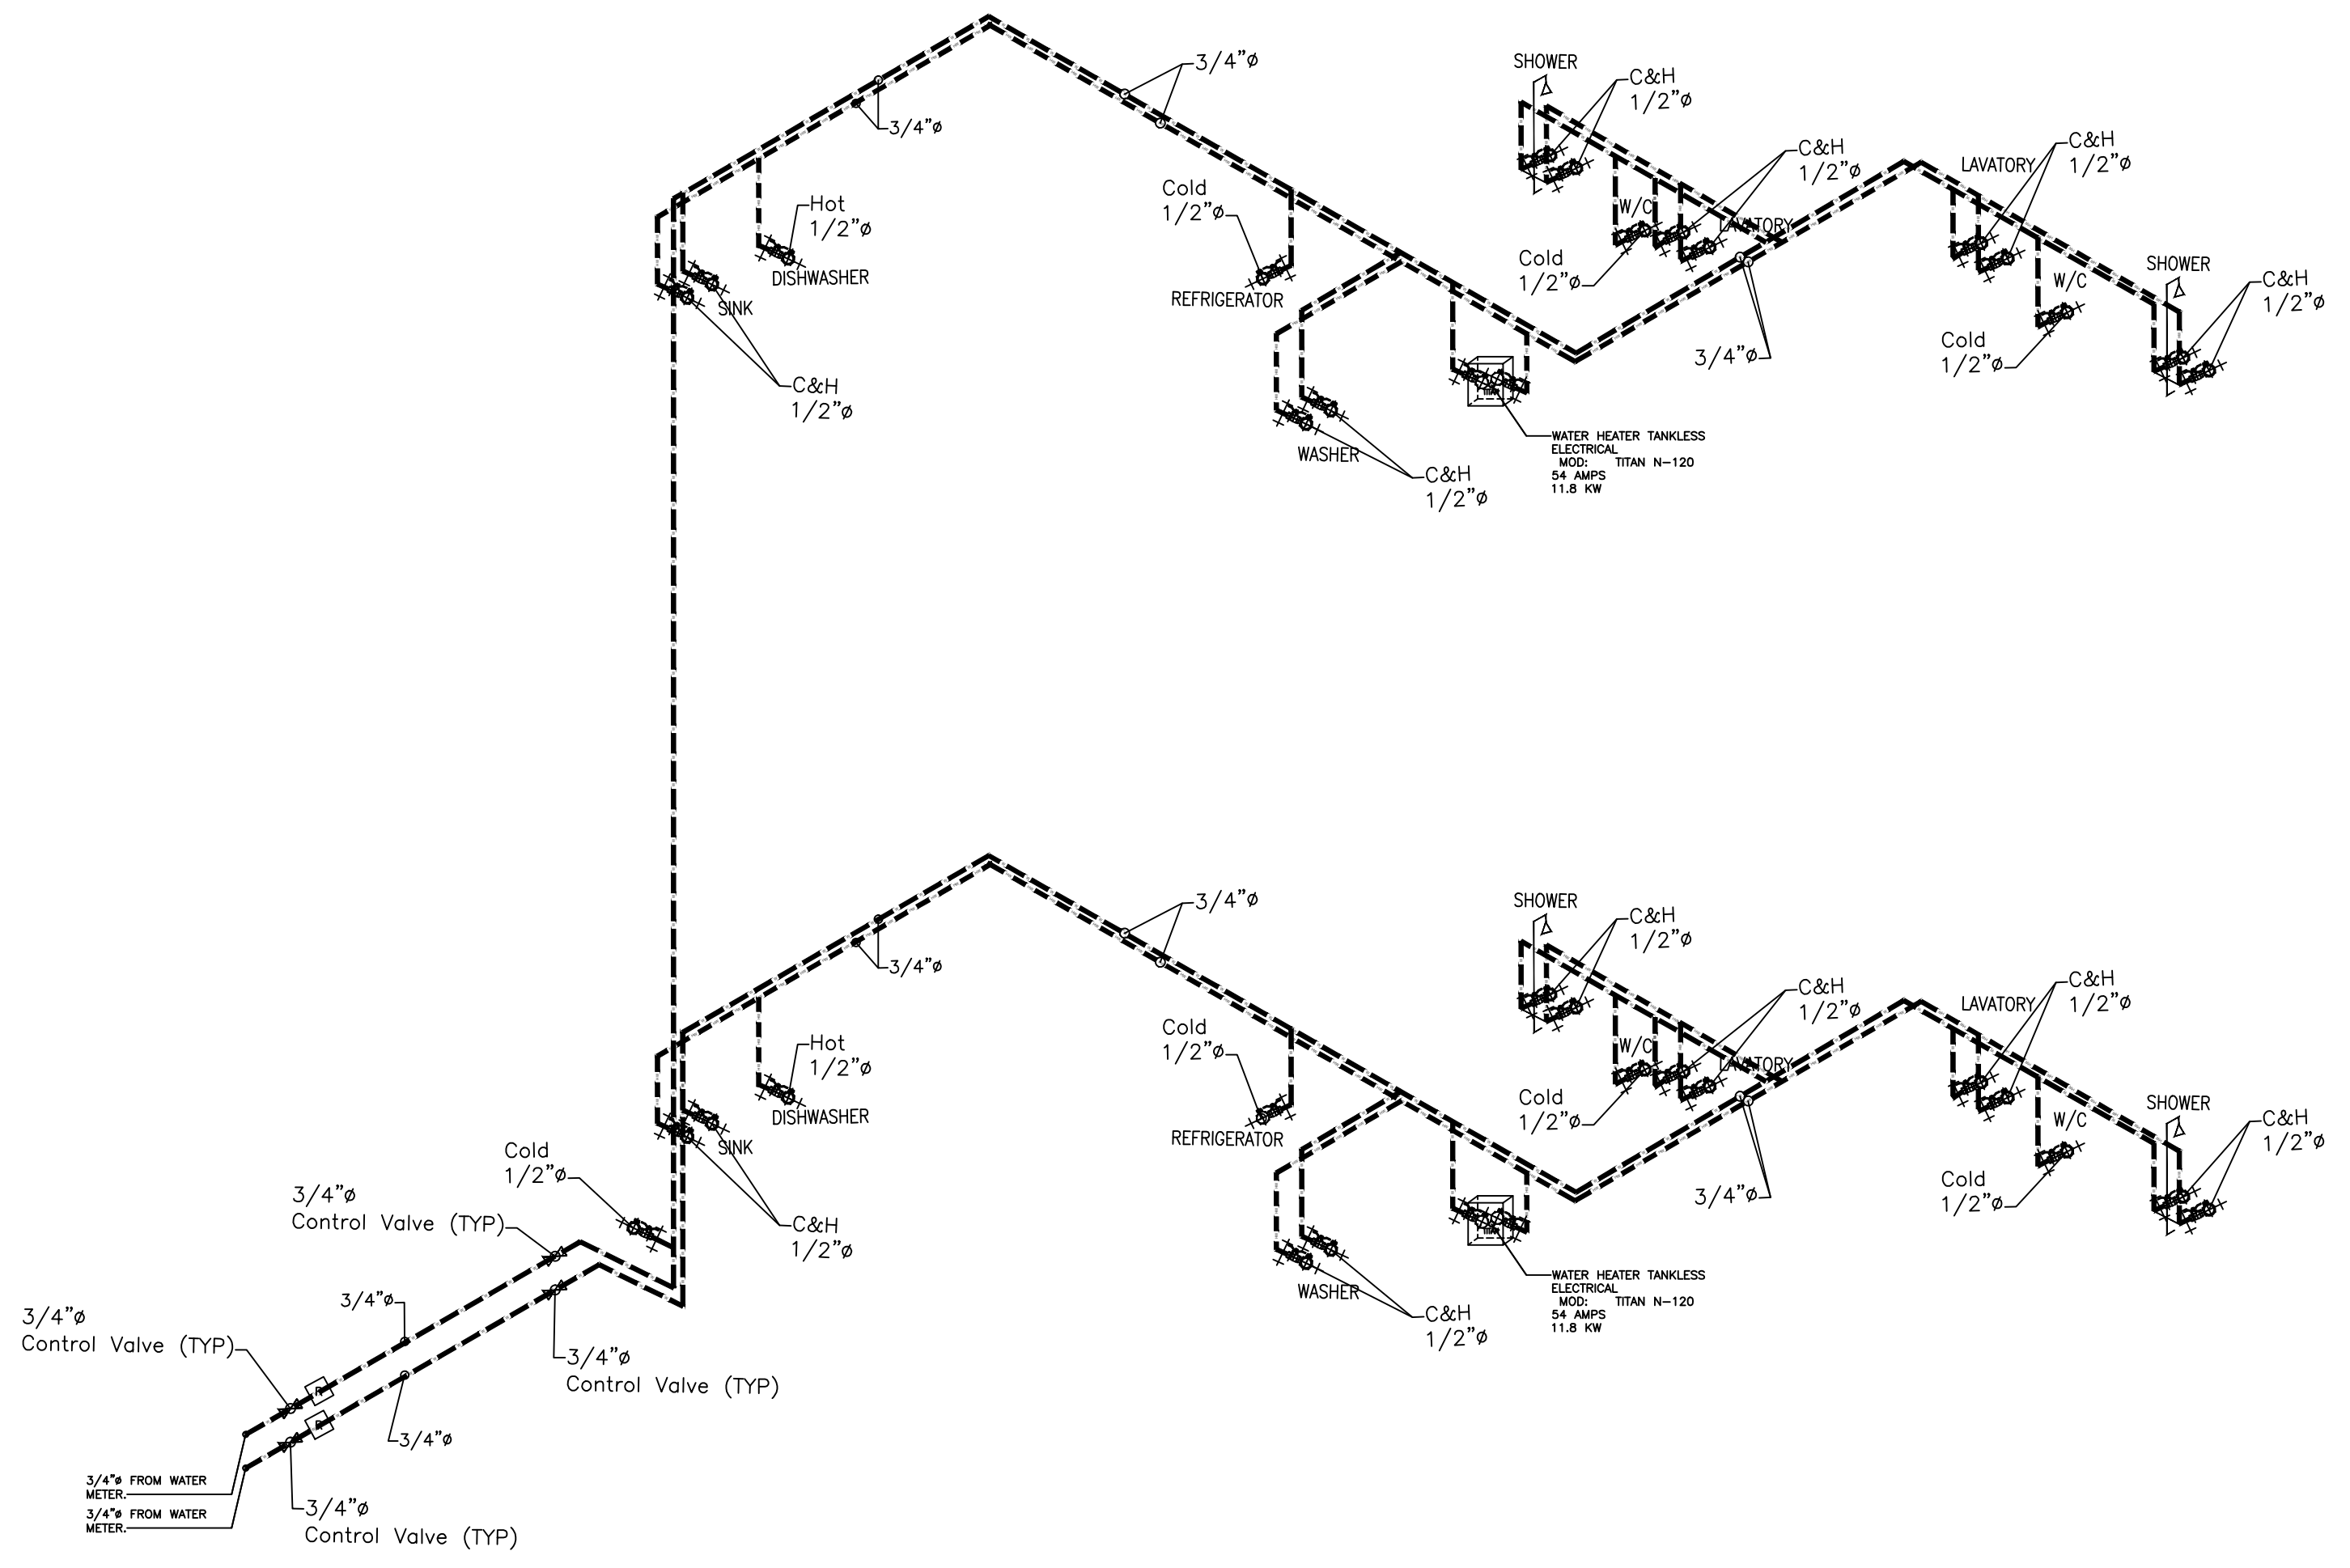 3/4"ø
SHOWER
C&H
1/2"ø
3/4"ø
C&H
1/2"ø
C&H
1/2"ø
LAVATORY
Cold
1/2"ø
Hot
1/2"ø
W/C
LAVATORY
DISHWASHER
REFRIGERATOR
Cold
1/2"ø
W/C
SHOWER
C&H
1/2"ø
SINK
Cold
1/2"ø
3/4"ø
C&H
1/2"ø
WASHER
C&H
1/2"ø
WATER HEATER TANKLESS
ELECTRICAL
MOD: TITAN N-120
54 AMPS
11.8 KW
3/4"ø
SHOWER
C&H
1/2"ø
3/4"ø
C&H
1/2"ø
C&H
1/2"ø
LAVATORY
Cold
1/2"ø
Hot
1/2"ø
W/C
LAVATORY
DISHWASHER
REFRIGERATOR
Cold
1/2"ø
W/C
SHOWER
C&H
1/2"ø
SINK
Cold
1/2"ø
Cold
1/2"ø
3/4"ø
Control Valve (TYP)
3/4"ø
C&H
1/2"ø
WASHER
C&H
1/2"ø
WATER HEATER TANKLESS
ELECTRICAL
MOD: TITAN N-120
54 AMPS
11.8 KW
3/4"ø
3/4"ø
Control Valve (TYP)
3/4"ø
Control Valve (TYP)
R
R
3/4"ø
3/4"ø FROM WATER
METER.
3/4"ø FROM WATER
METER.
3/4"ø
Control Valve (TYP)